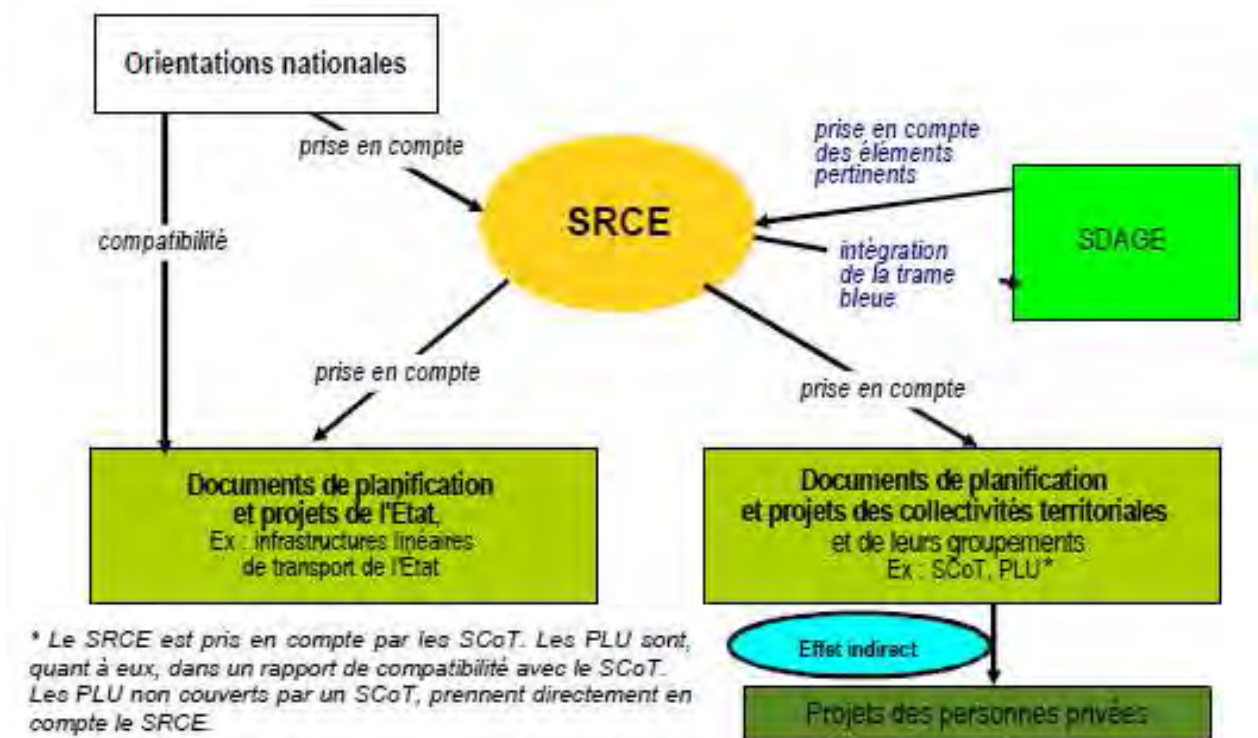 Orientations nationales
prise en compte
prise en compte
des éléments
pertinents
SRCE
SDAGE
compatibilité
intégration
de la trame
bleue
prise en compte
prise en compte
Documents de planification
et projets de l'Etat.
Ex : infrastructures linéaires
de transport de l'Etat
Documents de planification
et projets des collectivités territoriales
et de leurs groupements
Ex : SCoT, PLU*
* Le SRCE est pris en compte par les SCoT. Les PLU sont,
quant à eux, dans un rapport de compatibilité avec le SCoT.
Les PLU non couverts par un SCoT, prennent directement en
compte le SRCE.
Effet indirect
Projets des personnes privées